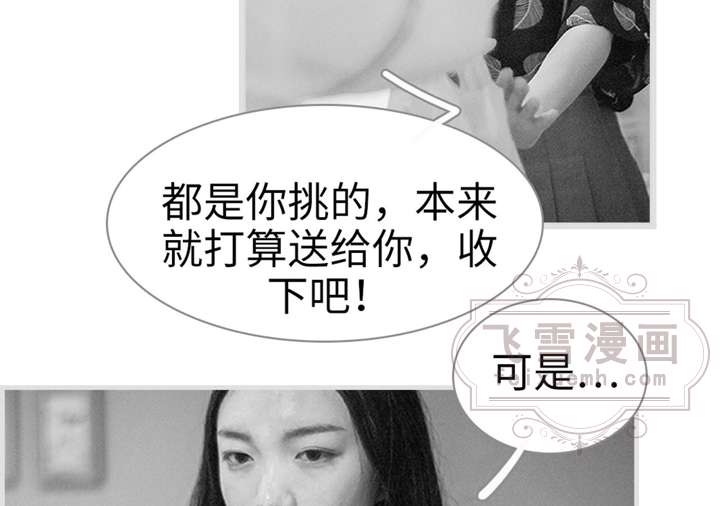 都是你挑的，本来
就打算送给你，收
下吧！
飞雪漫画
可是...